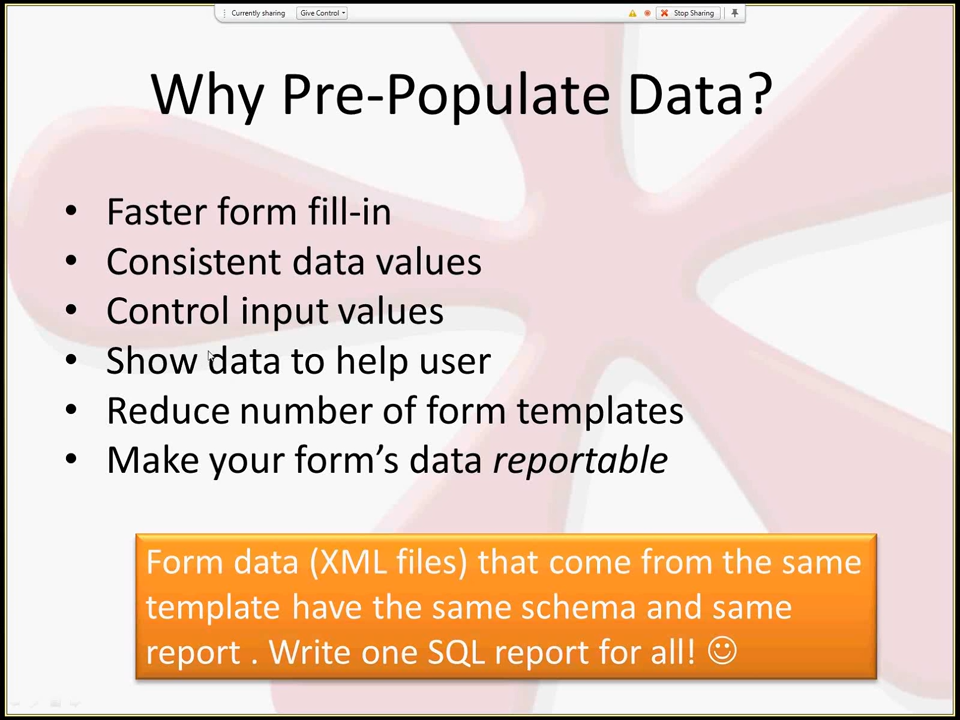 Currently sharing Give Control Stop Sharing
Why Pre-Populate Data?
• Faster form fill-in
• Consistent data values
• Control input values
• Show data to help user
• Reduce number of form templates
• Make your form’s data reportable
Form data (XML files) that come from the same
template have the same schema and same
report . Write one SQL report for all! ☺